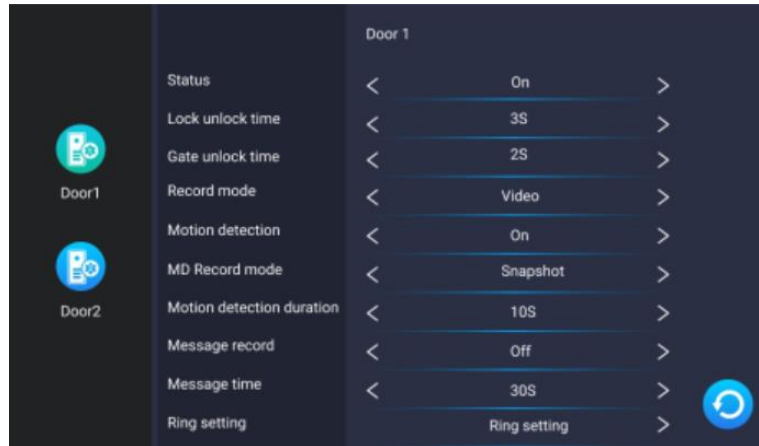 Door 1
Status On
Lock unlock time 3S
Gate unlock time 2S
Record mode Video
Motion detection On
MD Record mode Snapshot
Motion detection duration 10S
Message record Off
Message time 30S
Ring setting Ring setting
Door1
Door2